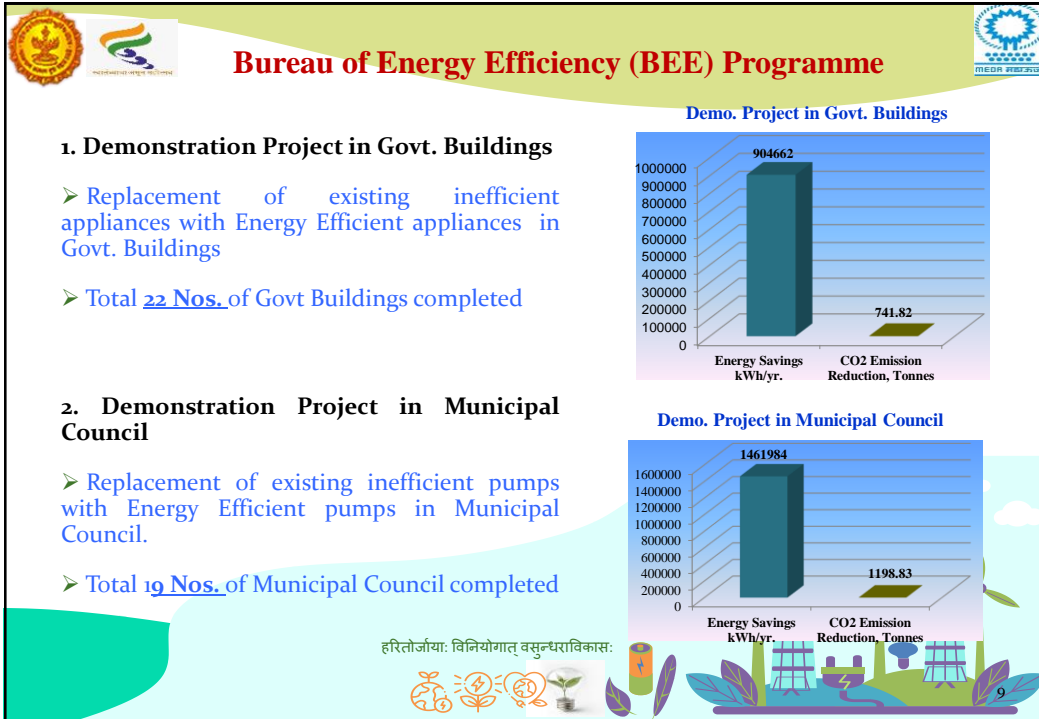 Bureau of Energy Efficiency (BEE) Programme
MEDA महाऊर्जा
1. Demonstration Project in Govt. Buildings
➢ Replacement of existing inefficient
appliances with Energy Efficient appliances in
Govt. Buildings
➢ Total 22 Nos. of Govt Buildings completed
2. Demonstration Project in Municipal
Council
➢ Replacement of existing inefficient pumps
with Energy Efficient pumps in Municipal
Council.
➢ Total 19 Nos. of Municipal Council completed
Demo. Project in Govt. Buildings
904662
1000000
900000
800000
700000
600000
500000
400000
300000
200000
100000
0
741.82
Energy Savings
kWh/yr.
CO2 Emission
Reduction, Tonnes
Demo. Project in Municipal Council
1461984
1600000
1400000
1200000
1000000
800000
600000
400000
200000
0
1198.83
Energy Savings
kWh/yr.
CO2 Emission
Reduction, Tonnes
हरितोर्जाया: विनियोगात् वसुन्धराविकास:
9